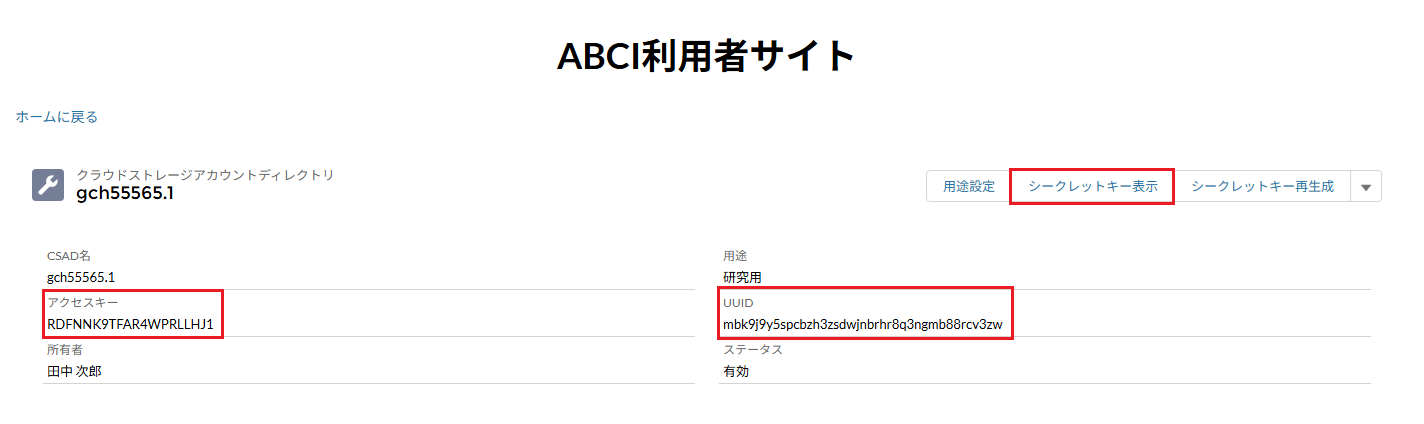 ABCI利用者サイト
ホームに戻る
クラウドストレージアカウントディレクトリ
gch55565.1
用途設定
シークレットキー表示
シークレットキー再生成
CSAD名
gch55565.1
用途
研究用
アクセスキー
RDFNNK9TFAR4WPRLLHJ1
UUID
mbk9j9y5spcbzh3zsdwjnbrhr8q3ngmb88rcv3zw
所有者
田中 次郎
ステータス
有効